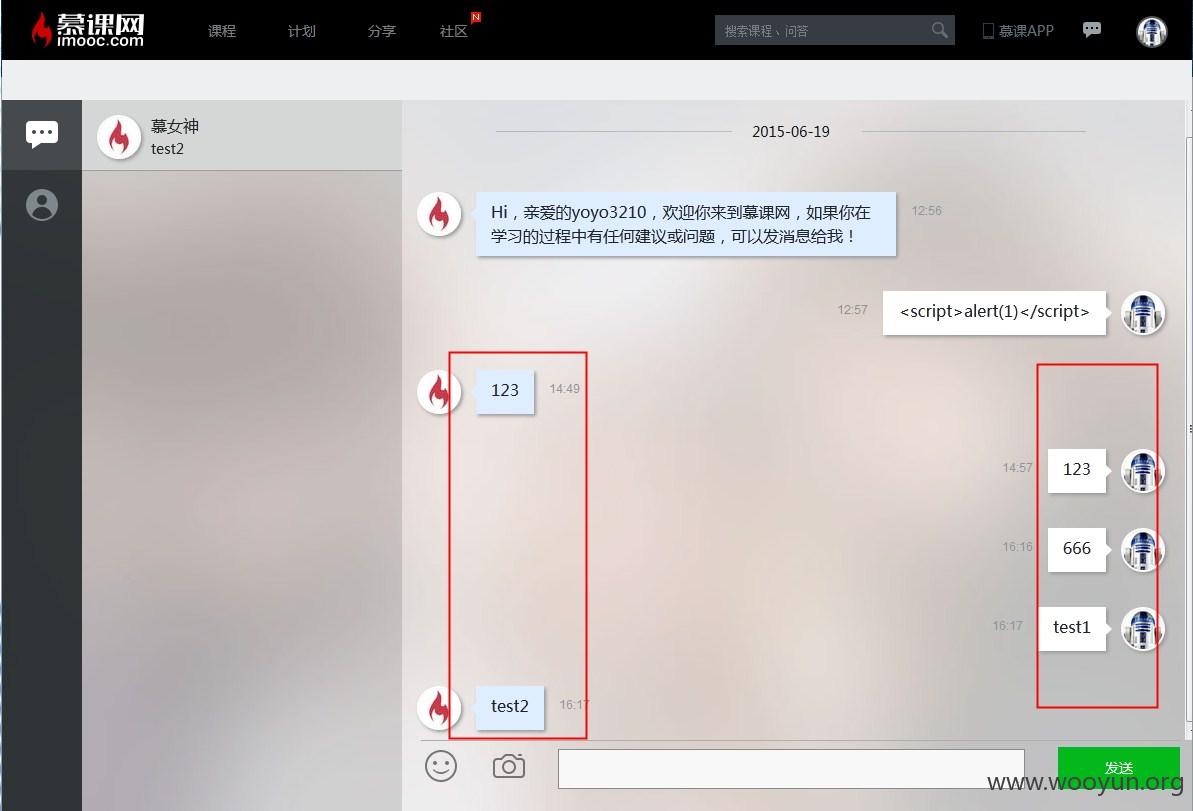 慕课网
imooc.com
课程
计划
分享
社区
N
搜索课程、问答
慕课APP
慕女神
test2
2015-06-19
Hi，亲爱的yoyo3210，欢迎你来到慕课网，如果你在
学习的过程中有任何建议或问题，可以发消息给我！
12:56
12:57
<script>alert(1)</script>
123
14:49
14:57
123
16:16
666
16:17
test1
test2
16:17
发送
www.wooyun.org